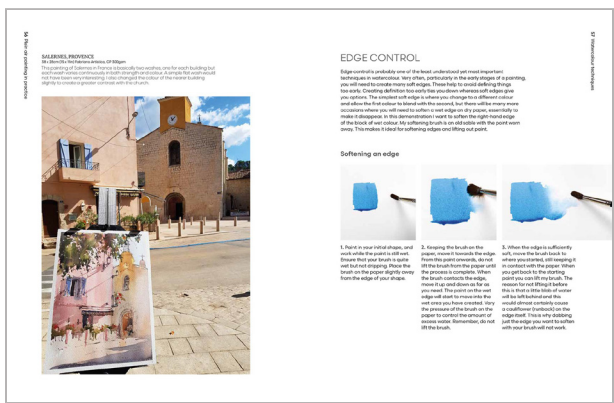 56 Plein air painting in practice
SALERNES, PROVENCE
38 x 28cm (15 x 11in) Fabriano Artistico, CP 300gsm
This painting of Salernes in France is basically two washes, one for each building but
each wash varies continuously in both strength and colour. A simple flat wash would
not have been very interesting. I also changed the colour of the nearer building
slightly to create a greater contrast with the church.
57 Watercolour techniques
EDGE CONTROL
Edge control is probably one of the least understood yet most important
techniques in watercolour. Very often, particularly in the early stages of a painting,
you will need to create many soft edges. These help to avoid defining things
too early. Creating definition too early ties you down whereas soft edges give
you options. The simplest soft edge is where you change to a different colour
and allow the first colour to blend with the second, but there will be many more
occasions where you will need to soften a wet edge on dry paper, essentially to
make it disappear. In this demonstration I want to soften the right-hand edge
of the block of wet colour. My softening brush is an old sable with the point worn
away. This makes it ideal for softening edges and lifting out paint.
Softening an edge
1. Paint in your initial shape, and
work while the paint is still wet.
Ensure that your brush is quite
wet but not dripping. Place the
brush on the paper slightly away
from the edge of your shape.
2. Keeping the brush on the
paper, move it towards the edge.
From this point onwards, do not
lift the brush from the paper until
the process is complete. When
the brush contacts the edge,
move it up and down as far as
you need. The paint on the wet
edge will start to move into the
wet area you have created. Vary
the pressure of the brush on the
paper to control the amount of
excess water. Remember, do not
lift the brush.
3. When the edge is sufficiently
soft, move the brush back to
where you started, still keeping it
in contact with the paper. When
you get back to the starting
point you can lift my brush. The
reason for not lifting it before
this is that a little blob of water
will be left behind and this
would almost certainly cause
a cauliflower (runback) on the
edge itself. This is why dabbing
just the edge you want to soften
with your brush will not work.